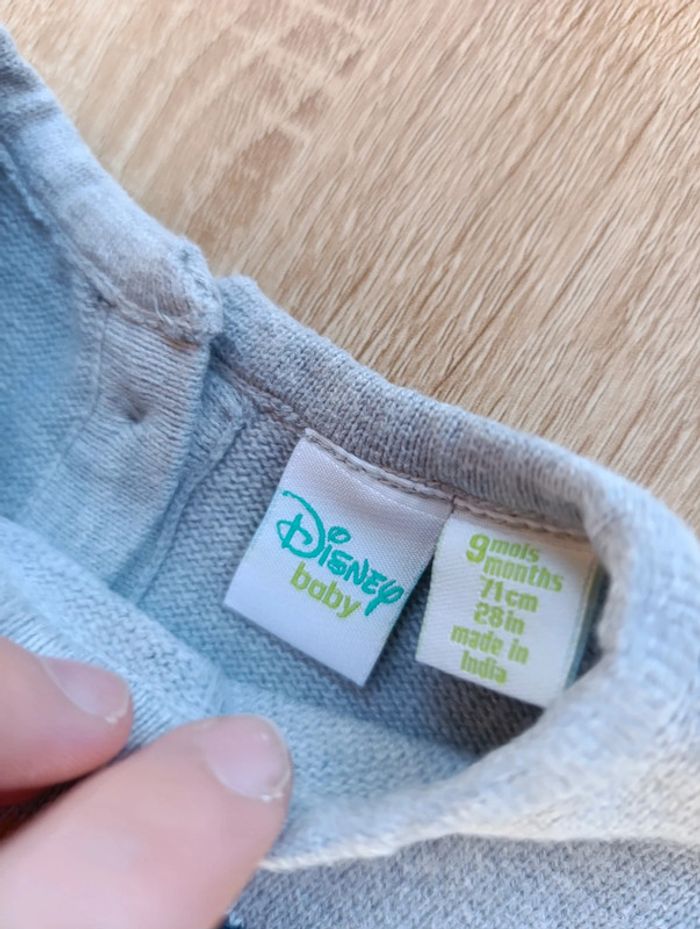 Disney
baby
9 mois
months
71cm
28in
made in
India